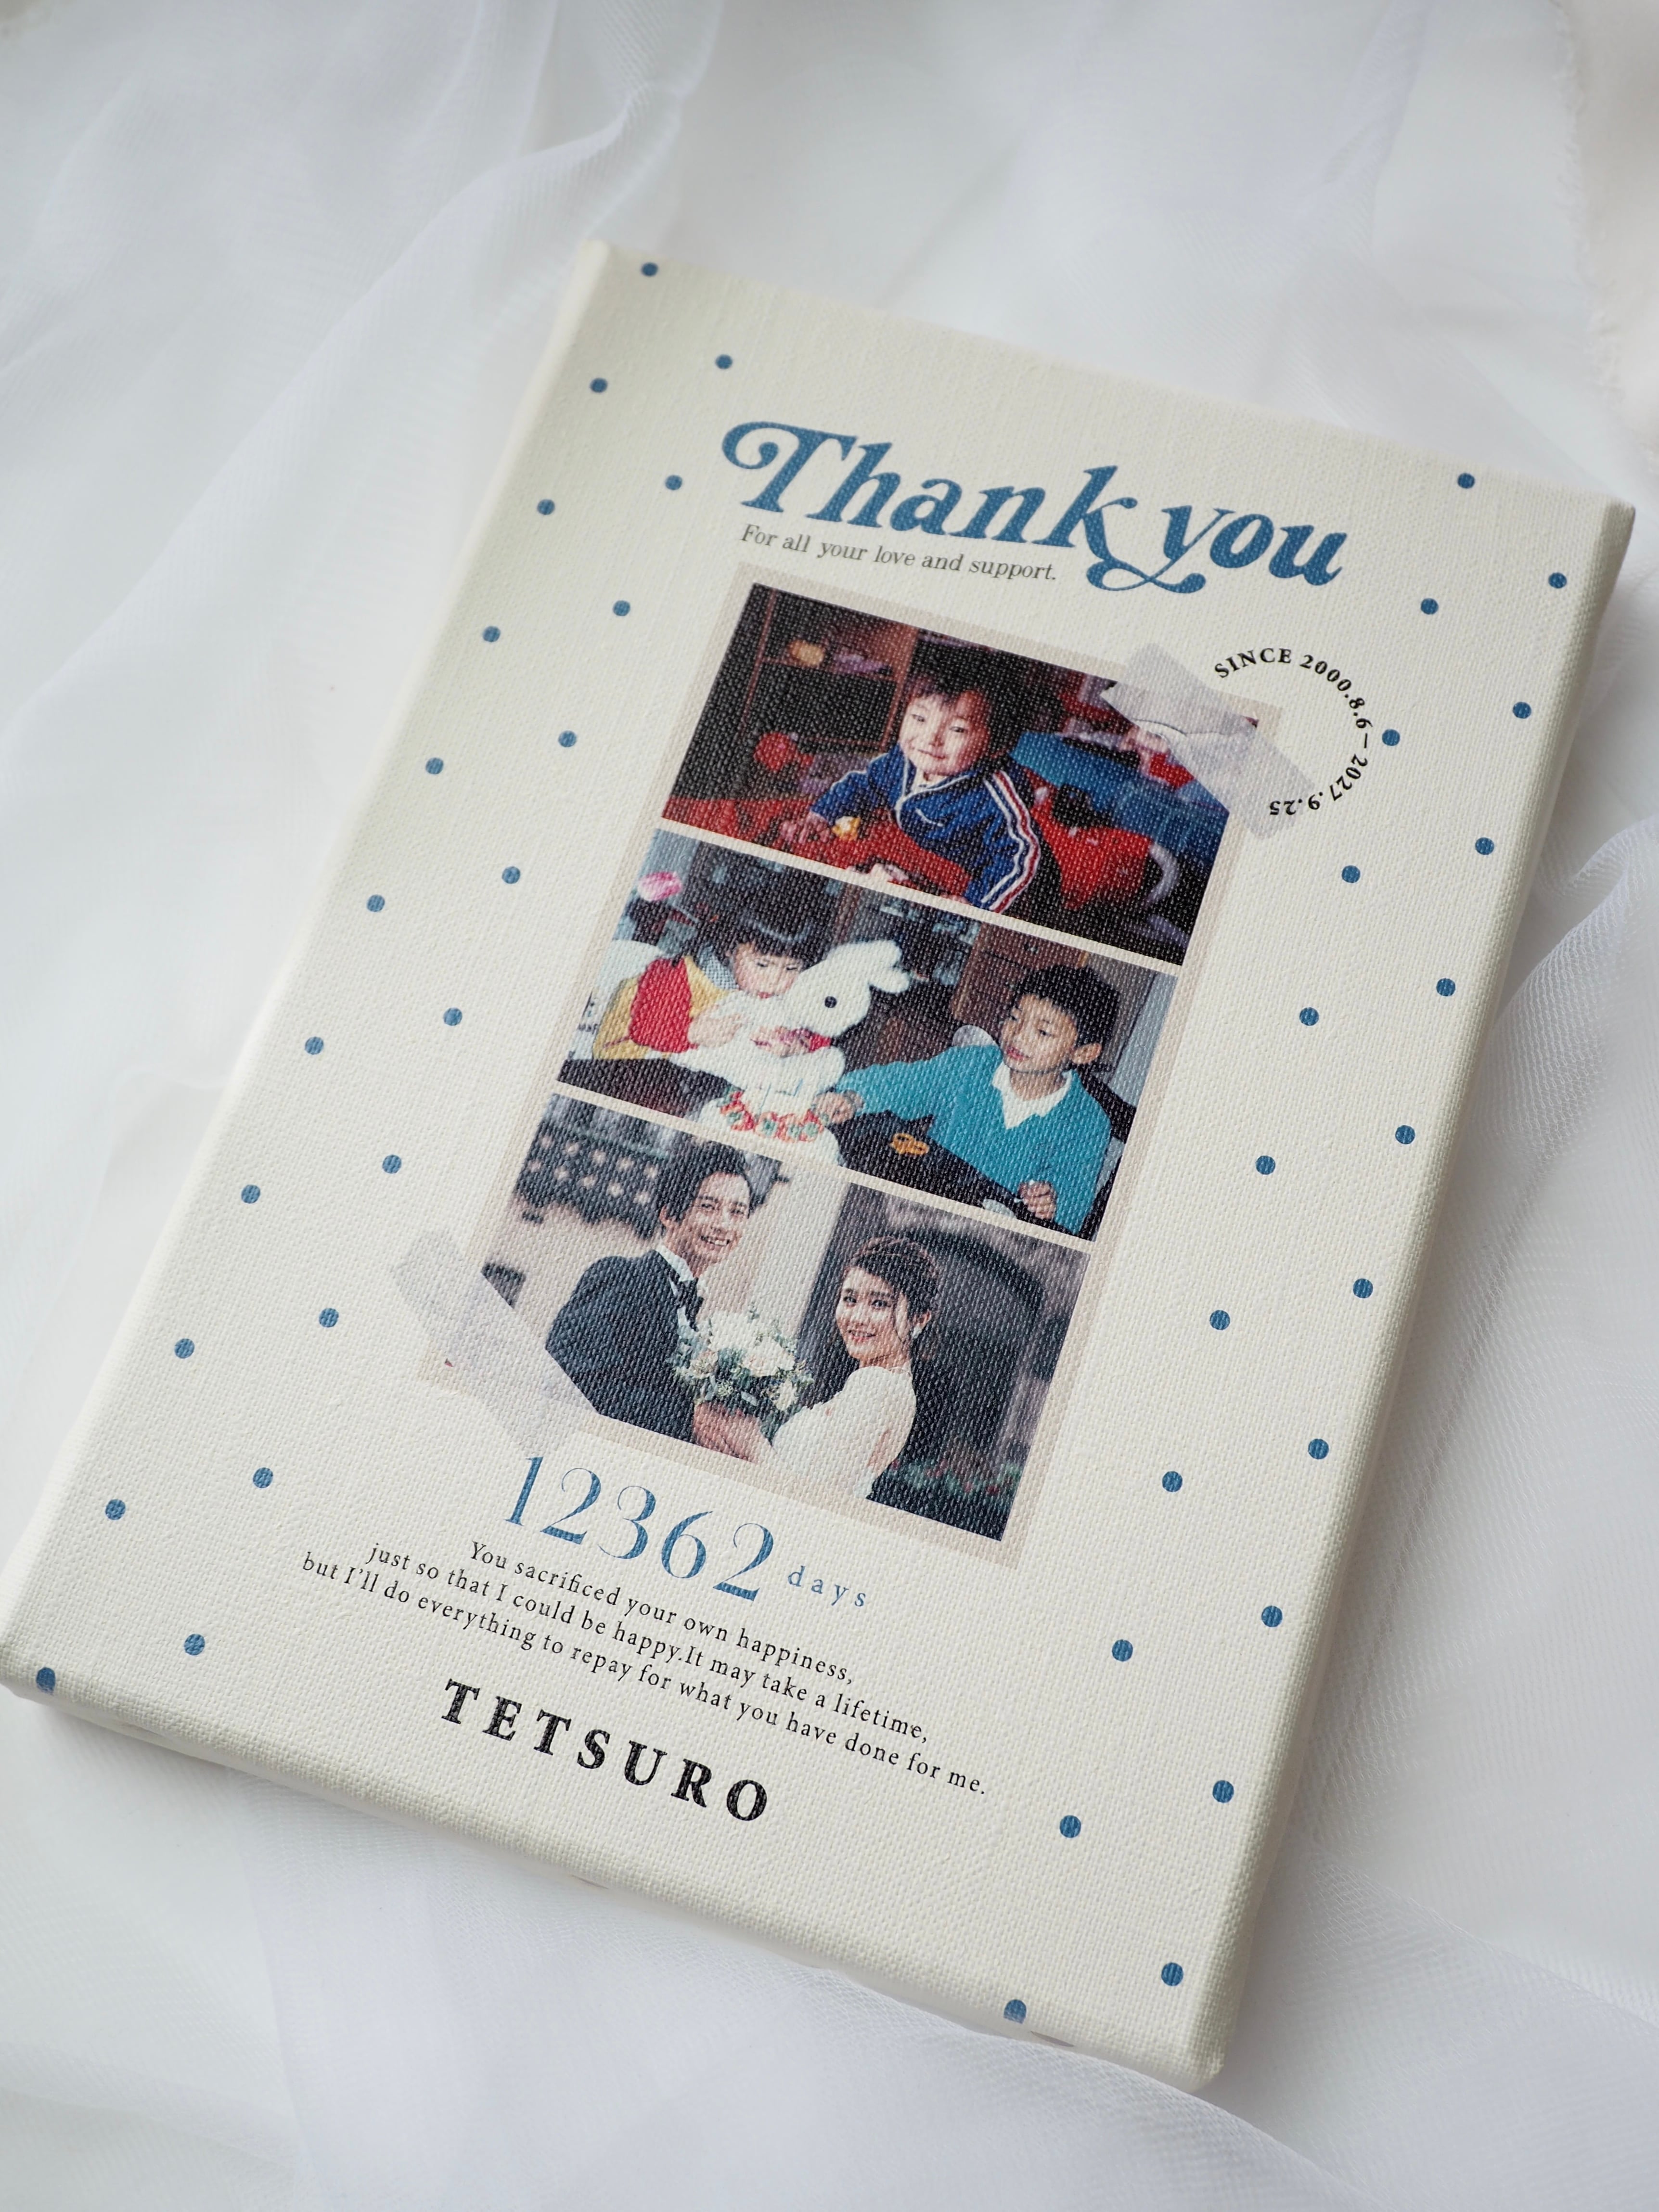 Thank you
For all your love and support.
SINCE 2000.8.6－2027.9.25
12362 days
You sacrificed your own happiness,
just so that I could be happy.It may take a lifetime,
but I'll do everything to repay for what you have done for me.
TETSURO